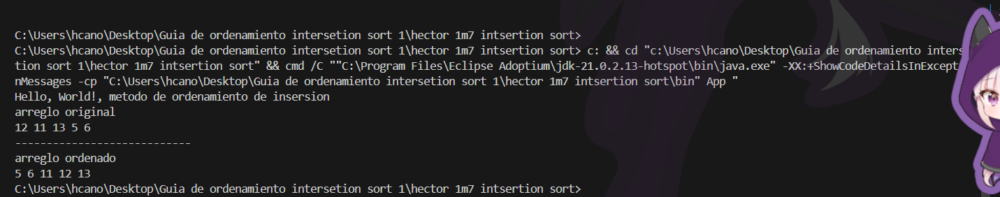 C:\Users\hcano\Desktop\Guia de ordenamiento intersetion sort 1\hector 1m7 intsertion sort>
C:\Users\hcano\Desktop\Guia de ordenamiento intersetion sort 1\hector 1m7 intsertion sort> c: && cd "c:\Users\hcano\Desktop\Guia de ordenamiento inters
tion sort 1\hector 1m7 intsertion sort" && cmd /C ""C:\Program Files\Eclipse Adoptium\jdk-21.0.2.13-hotspot\bin\java.exe" -XX:+ShowCodeDetailsInExcept
nMessages -cp "C:\Users\hcano\Desktop\Guia de ordenamiento intersetion sort 1\hector 1m7 intsertion sort\bin" App "
Hello, World!, metodo de ordenamiento de insersion
arreglo original
12 11 13 5 6
----------------------------
arreglo ordenado
5 6 11 12 13
C:\Users\hcano\Desktop\Guia de ordenamiento intersetion sort 1\hector 1m7 intsertion sort>